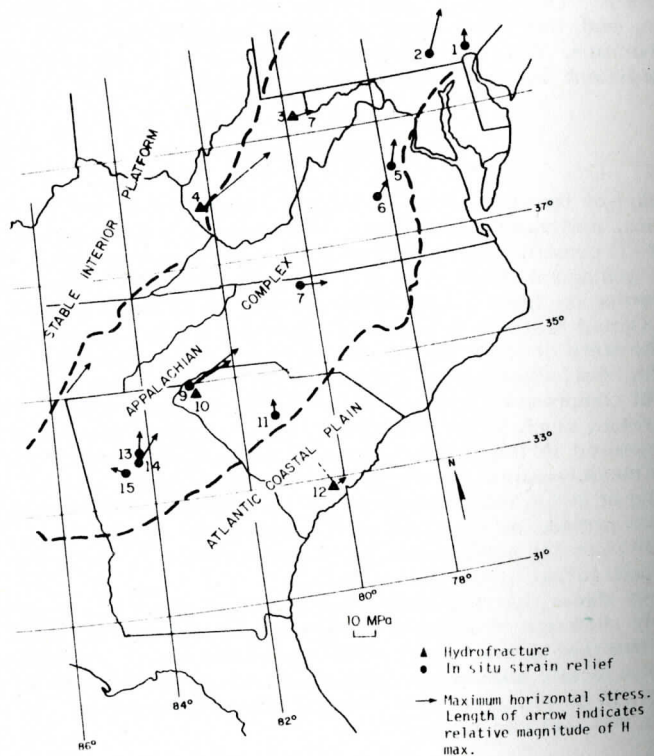 2
1
3
?
4
5
6
STABLE INTERIOR PLATFORM
37°
COMPLEX
7
35°
APPALACHIAN
9
10
11
33°
ATLANTIC COASTAL PLAIN
13
14
15
12
N
31°
78°
80°
10 MPa
84°
82°
86°
▲ Hydrofracture
● In situ strain relief
→ Maximum horizontal stress.
Length of arrow indicates
relative magnitude of H
max.